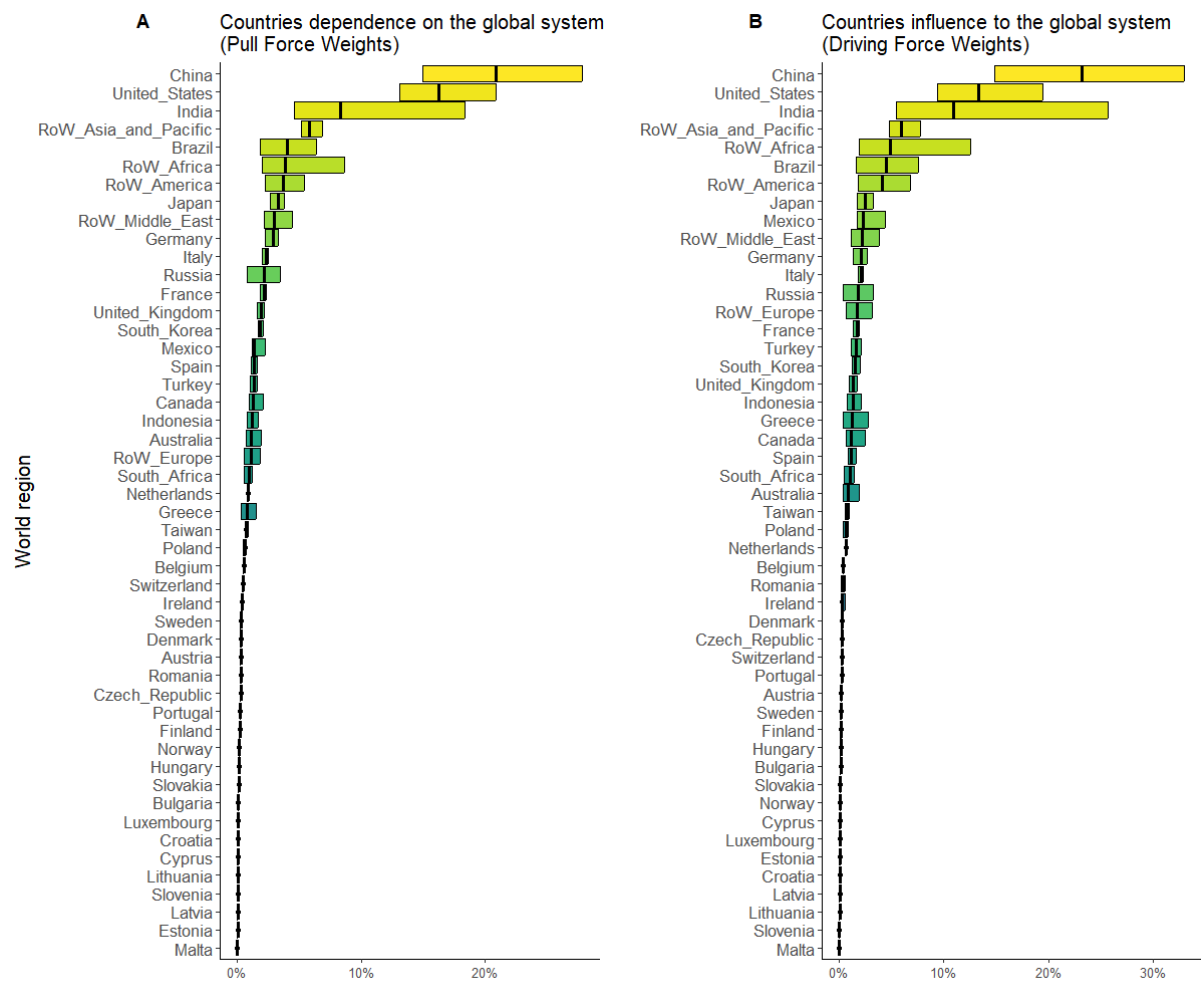 A
Countries dependence on the global system
(Pull Force Weights)
China
United_States
India
RoW_Asia_and_Pacific
Brazil
RoW_Africa
RoW_America
Japan
RoW_Middle_East
Germany
Italy
Russia
France
United_Kingdom
South_Korea
Mexico
Spain
Turkey
Canada
Indonesia
Australia
RoW_Europe
South_Africa
Netherlands
Greece
Taiwan
Poland
Belgium
Switzerland
Ireland
Sweden
Denmark
Austria
Romania
Czech_Republic
Portugal
Finland
Norway
Hungary
Slovakia
Bulgaria
Luxembourg
Croatia
Cyprus
Lithuania
Slovenia
Latvia
Estonia
Malta
World region
0% 10% 20%
B
Countries influence to the global system
(Driving Force Weights)
China
United_States
India
RoW_Asia_and_Pacific
RoW_Africa
Brazil
RoW_America
Japan
Mexico
RoW_Middle_East
Germany
Italy
Russia
RoW_Europe
France
Turkey
South_Korea
United_Kingdom
Indonesia
Greece
Canada
Spain
South_Africa
Australia
Taiwan
Poland
Netherlands
Belgium
Romania
Ireland
Denmark
Czech_Republic
Switzerland
Portugal
Austria
Sweden
Finland
Hungary
Bulgaria
Slovakia
Norway
Cyprus
Luxembourg
Estonia
Croatia
Latvia
Lithuania
Slovenia
Malta
0% 10% 20% 30%